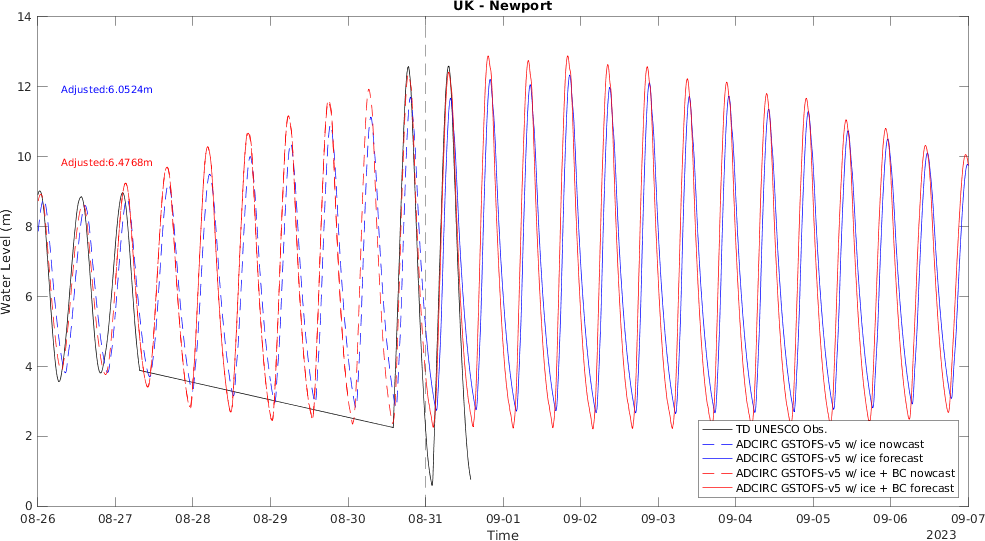 UK - Newport
14
12
10
8
6
4
2
0
Water Level (m)
Adjusted:6.0524m
Adjusted:6.4768m
TD UNESCO Obs.
ADCIRC GSTOFS-v5 w/ ice nowcast
ADCIRC GSTOFS-v5 w/ ice forecast
ADCIRC GSTOFS-v5 w/ ice + BC nowcast
ADCIRC GSTOFS-v5 w/ ice + BC forecast
08-26 08-27 08-28 08-29 08-30 08-31 09-01 09-02 09-03 09-04 09-05 09-06 09-07
Time
2023